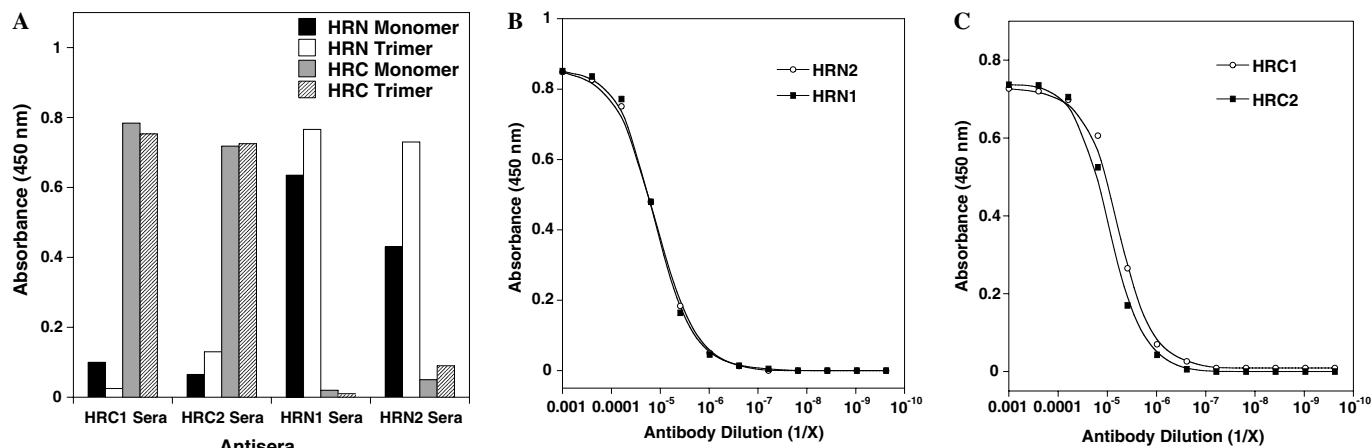 A
HRN Monomer
HRN Trimer
HRC Monomer
HRC Trimer
Absorbance (450 nm)
1
0.8
0.6
0.4
0.2
0
HRC1 Sera HRC2 Sera HRN1 Sera HRN2 Sera
Antisera
B
HRN2
HRN1
Absorbance (450 nm)
1
0.8
0.6
0.4
0.2
0
0.001 0.0001 10-5 10-6 10-7 10-8 10-9 10-10
Antibody Dilution (1/X)
C
HRC1
HRC2
Absorbance (450 nm)
0.8
0.6
0.4
0.2
0
0.001 0.0001 10-5 10-6 10-7 10-8 10-9 10-10
Antibody Dilution (1/X)